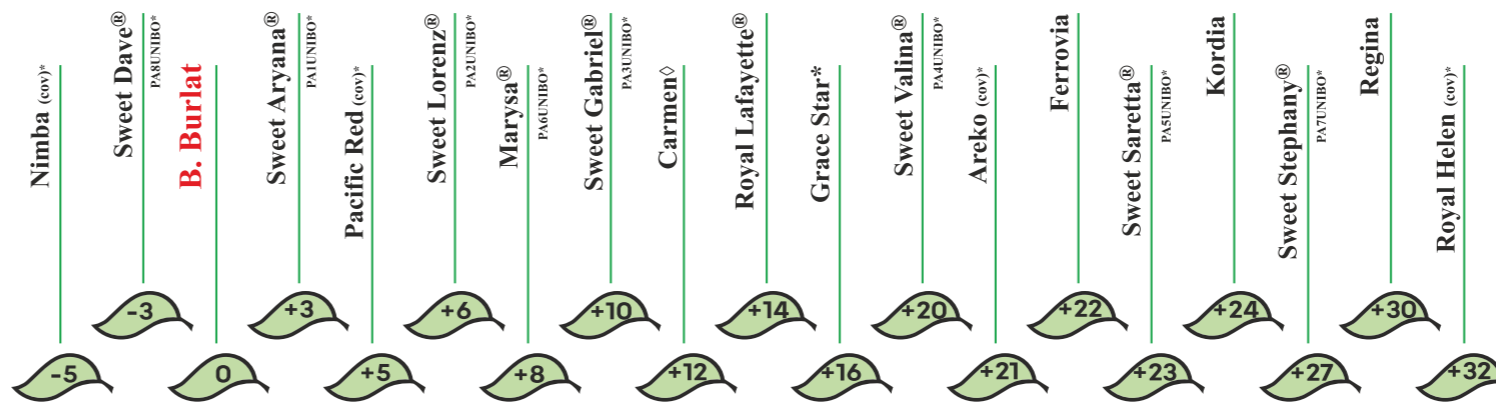 Nimba (cov)*
-5
Sweet Dave®
PA8UNIBO*
-3
B. Burlat
0
Sweet Aryana®
PA1UNIBO*
+3
Pacific Red (cov)*
+5
Sweet Lorenz®
PA2UNIBO*
+6
Marysa®
PA6UNIBO*
+8
Sweet Gabriel®
PA3UNIBO*
+10
Carmen◊
+12
Royal Lafayette®
+14
Grace Star*
+16
Sweet Valina®
PA4UNIBO*
+20
Areko (cov)*
+21
Ferrovia
+22
Sweet Saretta®
PA5UNIBO*
+23
Kordia
+24
Sweet Stephany®
PA7UNIBO*
+27
Regina
+30
Royal Helen (cov)*
+32